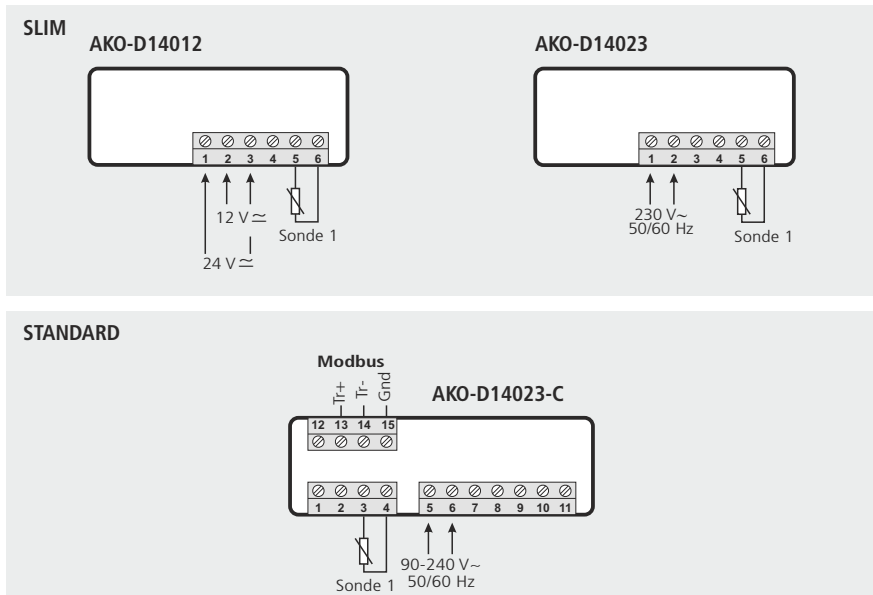 SLIM
AKO-D14012
1 2 3 4 5 6
12 V ≃
Sonde 1
24 V ≃
AKO-D14023
1 2 3 4 5 6
230 V~
50/60 Hz
Sonde 1
STANDARD
Modbus
Tr+ Tr- Gnd
AKO-D14023-C
12 13 14 15
1 2 3 4 5 6 7 8 9 10 11
Sonde 1
90-240 V~
50/60 Hz